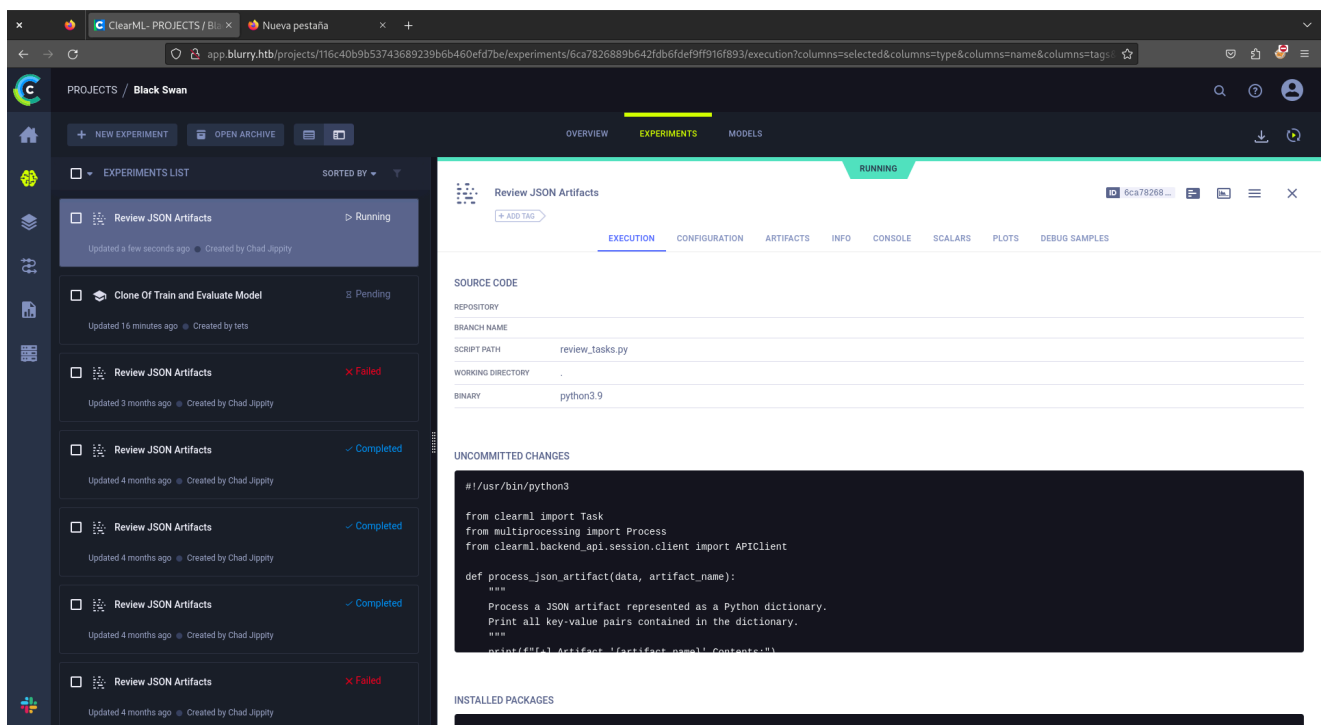 ClearML- PROJECTS / Bla
Nueva pestaña
app.blurry.htb/projects/116c40b9b53743689239b6b460efd7be/experiments/6ca7826889b642fdb6fdef9ff916f893/execution?columns=selected&columns=type&columns=name&columns=tags&
PROJECTS / Black Swan
+ NEW EXPERIMENT OPEN ARCHIVE
OVERVIEW EXPERIMENTS MODELS
EXPERIMENTS LIST SORTED BY
Review JSON Artifacts Running
Updated a few seconds ago Created by Chad Jippity
Clone Of Train and Evaluate Model Pending
Updated 16 minutes ago Created by tets
Review JSON Artifacts Failed
Updated 3 months ago Created by Chad Jippity
Review JSON Artifacts Completed
Updated 4 months ago Created by Chad Jippity
Review JSON Artifacts Completed
Updated 4 months ago Created by Chad Jippity
Review JSON Artifacts Completed
Updated 4 months ago Created by Chad Jippity
Review JSON Artifacts Failed
Updated 4 months ago Created by Chad Jippity
RUNNING
Review JSON Artifacts
ID 6ca78268...
+ ADD TAG
EXECUTION CONFIGURATION ARTIFACTS INFO CONSOLE SCALARS PLOTS DEBUG SAMPLES
SOURCE CODE
REPOSITORY
BRANCH NAME
SCRIPT PATH review_tasks.py
WORKING DIRECTORY .
BINARY python3.9
UNCOMMITTED CHANGES
#!/usr/bin/python3
from clearml import Task
from multiprocessing import Process
from clearml.backend_api.session.client import APIClient
def process_json_artifact(data, artifact_name):
"""
Process a JSON artifact represented as a Python dictionary.
Print all key-value pairs contained in the dictionary.
"""
print(f"[+] Artifact '{artifact_name}' Contents:")
INSTALLED PACKAGES